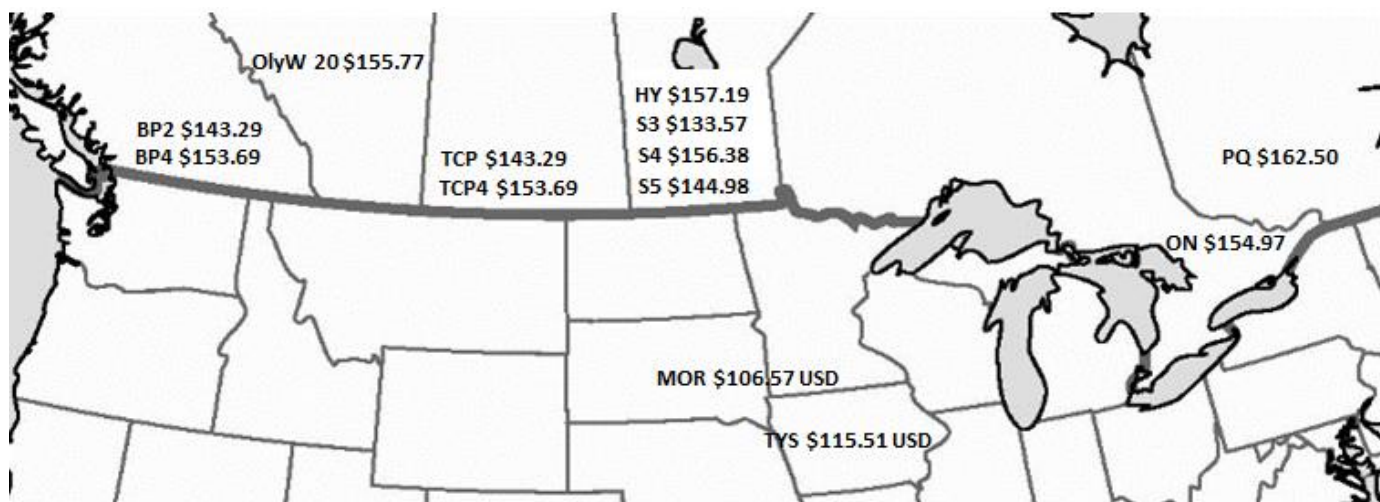 OlyW 20 $155.77
HY $157.19
S3 $133.57
S4 $156.38
S5 $144.98
BP2 $143.29
BP4 $153.69
TCP $143.29
TCP4 $153.69
PQ $162.50
ON $154.97
MOR $106.57 USD
TYS $115.51 USD